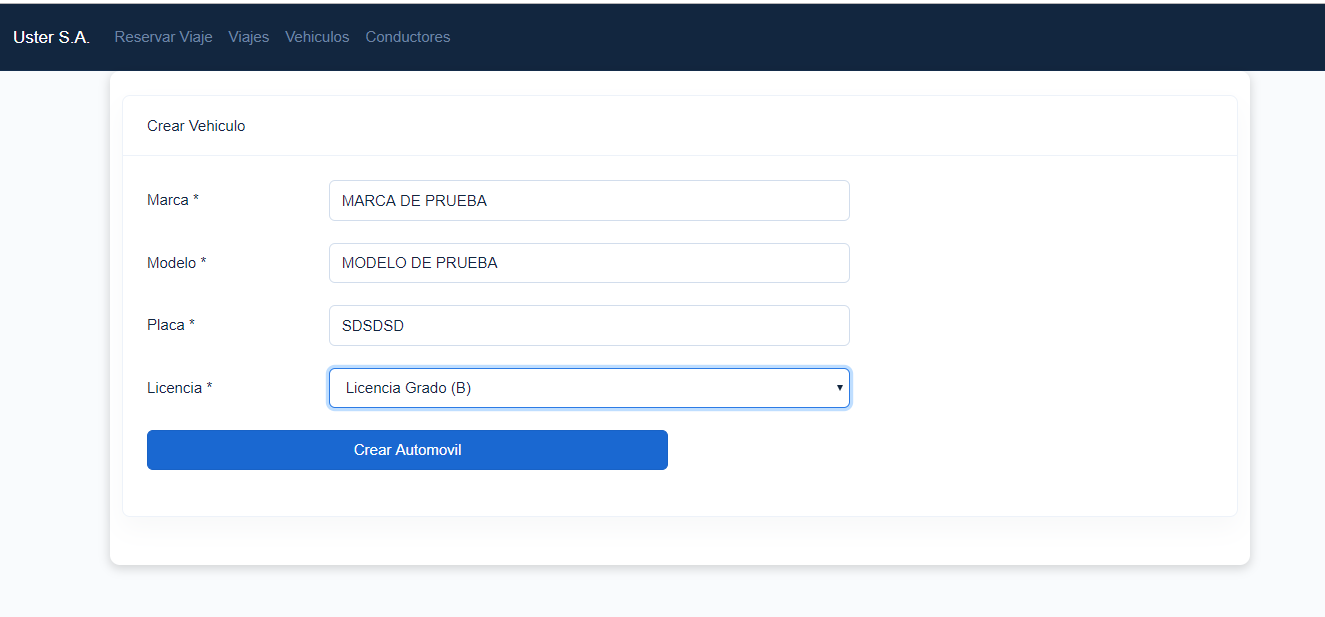 Uster S.A. Reservar Viaje Viajes Vehiculos Conductores
Crear Vehiculo
Marca * MARCA DE PRUEBA
Modelo * MODELO DE PRUEBA
Placa * SDSDSD
Licencia * Licencia Grado (B)
Crear Automovil